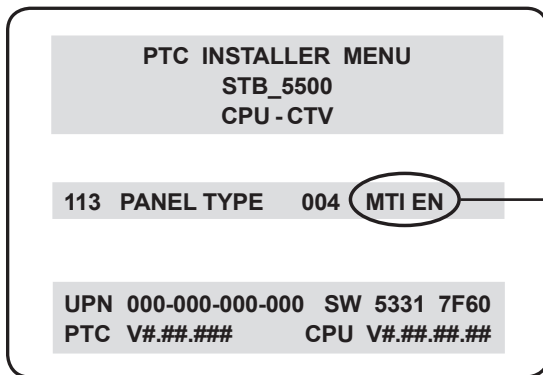 PTC INSTALLER MENU
STB_5500
CPU - CTV
113 PANEL TYPE 004 MTI EN
UPN 000-000-000-000 SW 5331 7F60
PTC V#.##.### CPU V#.##.##.##